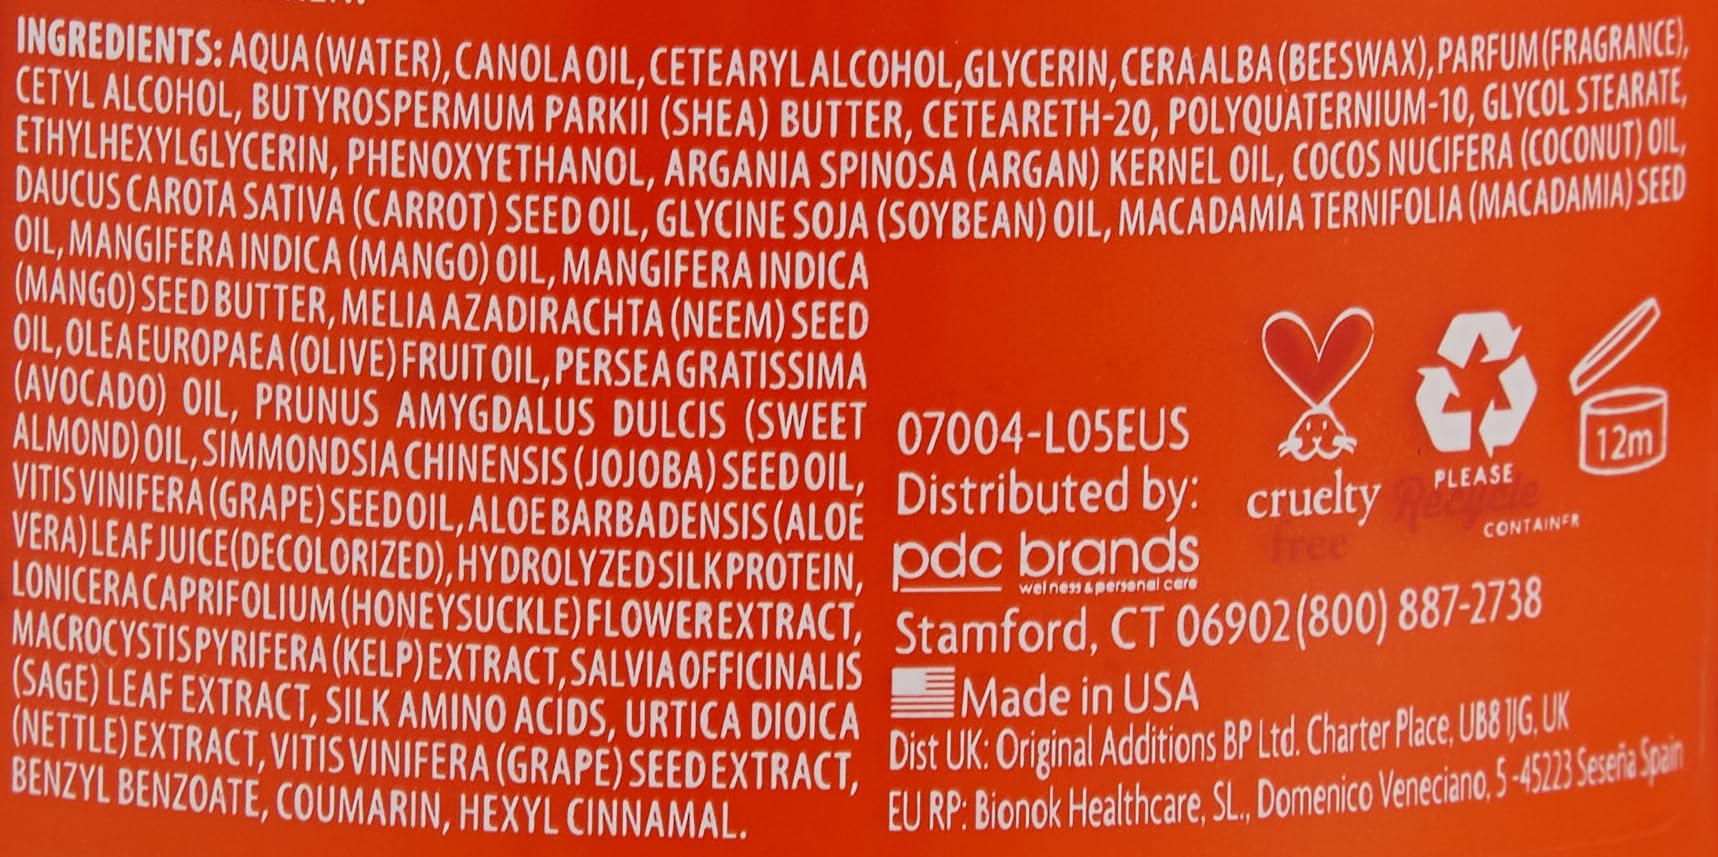 INGREDIENTS: AQUA (WATER), CANOLA OIL, CETEARYL ALCOHOL, GLYCERIN, CERA ALBA (BEESWAX), PARFUM (FRAGRANCE),
CETYL ALCOHOL, BUTYROSPERMUM PARKII (SHEA) BUTTER, CETEARETH-20, POLYQUATERNIUM-10, GLYCOL STEARATE,
ETHYLHEXYLGLYCERIN, PHENOXYETHANOL, ARGANIA SPINOSA (ARGAN) KERNEL OIL, COCOS NUCIFERA (COCONUT) OIL,
DAUCUS CAROTA SATIVA (CARROT) SEED OIL, GLYCINE SOJA (SOYBEAN) OIL, MACADAMIA TERNIFOLIA (MACADAMIA) SEED
OIL, MANGIFERA INDICA (MANGO) OIL, MANGIFERA INDICA
(MANGO) SEED BUTTER, MELIA AZADIRACHTA (NEEM) SEED
OIL, OLEA EUROPAEA (OLIVE) FRUIT OIL, PERSEA GRATISSIMA
(AVOCADO) OIL, PRUNUS AMYGDALUS DULCIS (SWEET
ALMOND) OIL, SIMMONDSIA CHINENSIS (JOJOBA) SEED OIL,
VITIS VINIFERA (GRAPE) SEED OIL, ALOE BARBADENSIS (ALOE
VERA) LEAF JUICE (DECOLORIZED), HYDROLYZED SILK PROTEIN,
LONICERA CAPRIFOLIUM (HONEYSUCKLE) FLOWER EXTRACT,
MACROCYSTIS PYRIFERA (KELP) EXTRACT, SALVIA OFFICINALIS
(SAGE) LEAF EXTRACT, SILK AMINO ACIDS, URTICA DIOICA
(NETTLE) EXTRACT, VITIS VINIFERA (GRAPE) SEED EXTRACT,
BENZYL BENZOATE, COUMARIN, HEXYL CINNAMAL.
07004-L05EUS
Distributed by:
pdc brands
wellness & personal care
Stamford, CT 06902 (800) 887-2738
Made in USA
Dist UK: Original Additions BP Ltd. Charter Place, UB8 1JG, UK
EU RP: Bionok Healthcare, SL., Domenico Veneciano, 5 -45223 Seseña Spain
cruelty
free
PLEASE
Recycle
CONTAINER
12m